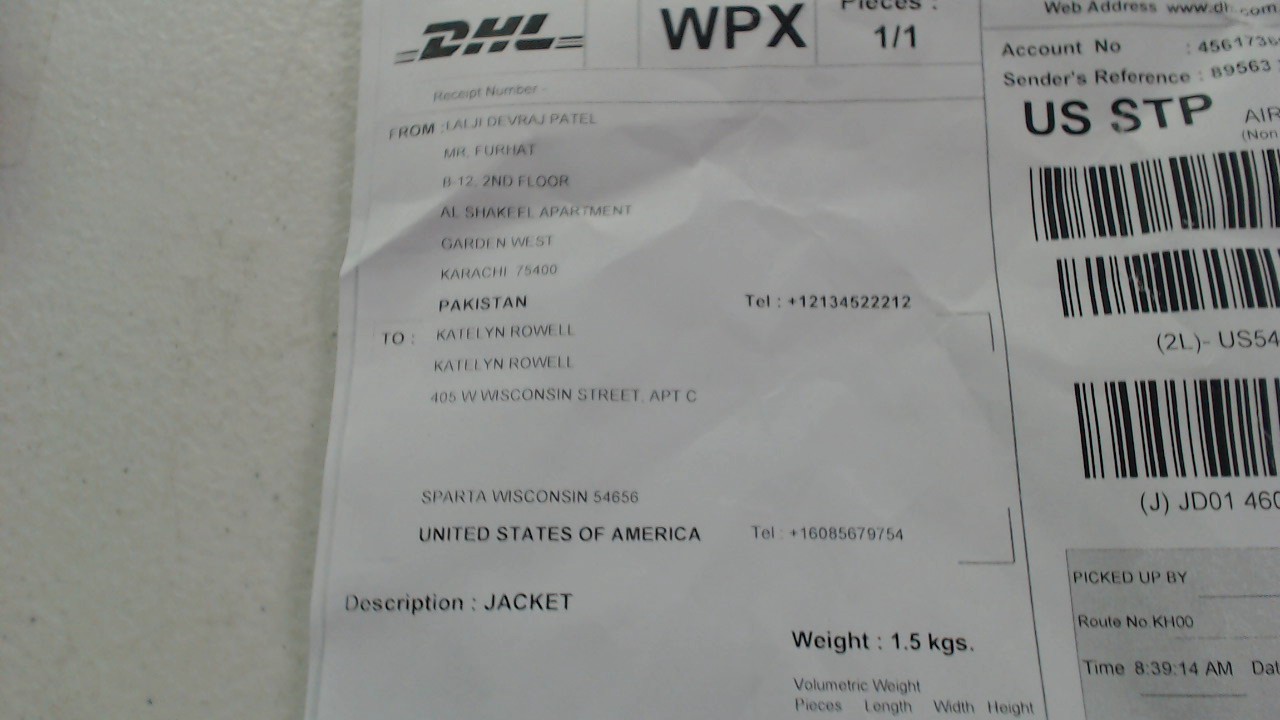 DHL
WPX
Pieces :
1/1
Receipt Number -
FROM : LALJI DEVRAJ PATEL
MR. FURHAT
B-12, 2ND FLOOR
AL SHAKEEL APARTMENT
GARDEN WEST
KARACHI 75400
PAKISTAN Tel : +12134522212
TO : KATELYN ROWELL
KATELYN ROWELL
405 W WISCONSIN STREET, APT C
SPARTA WISCONSIN 54656
UNITED STATES OF AMERICA Tel : +16085679754
Description : JACKET
Weight : 1.5 kgs.
Volumetric Weight
Pieces Length Width Height
Web Address www.dhl.com
Account No : 4561736
Sender's Reference : 89563
US STP AIR
(Non
(2L)- US54
(J) JD01 460
PICKED UP BY
Route No KH00
Time 8:39:14 AM Dat